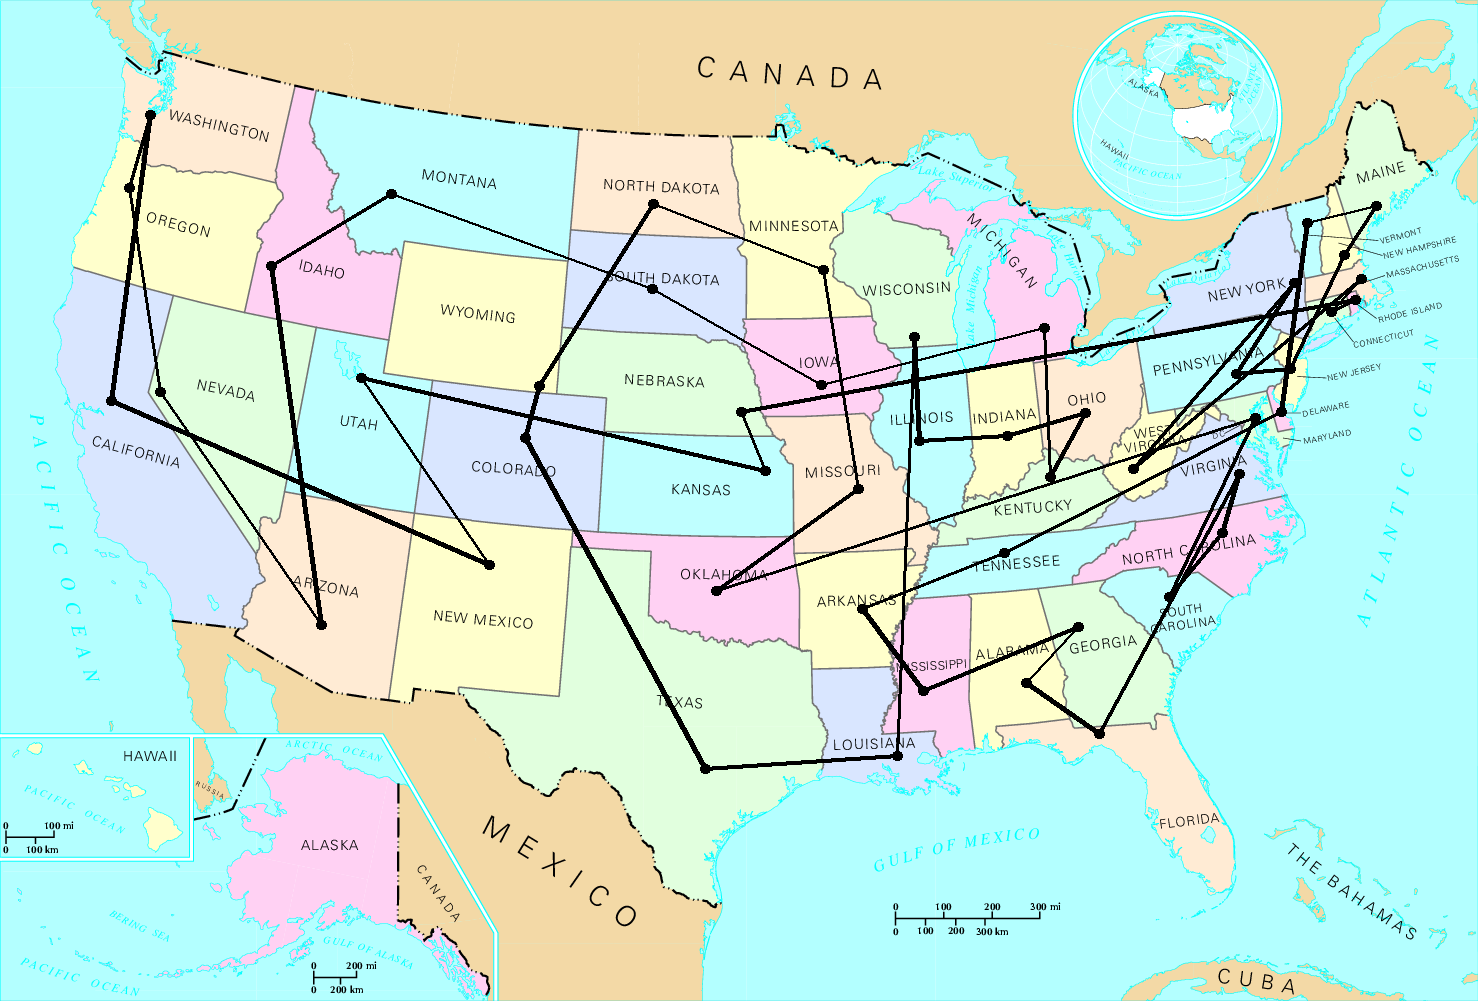 CANADA
ALASKA
ATLANTIC
OCEAN
HAWAII
PACIFIC OCEAN
WASHINGTON
MONTANA
NORTH DAKOTA
MINNESOTA
Lake Superior
MICHIGAN
MAINE
OREGON
IDAHO
SOUTH DAKOTA
WISCONSIN
Lake Michigan
Lake Huron
VERMONT
NEW HAMPSHIRE
MASSACHUSETTS
NEW YORK
RHODE ISLAND
CONNECTICUT
WYOMING
IOWA
PENNSYLVANIA
NEW JERSEY
NEVADA
NEBRASKA
OHIO
DELAWARE
ILLINOIS
INDIANA
UTAH
WEST
VIRGINIA
DC
MARYLAND
CALIFORNIA
COLORADO
KANSAS
MISSOURI
VIRGINIA
KENTUCKY
NORTH CAROLINA
TENNESSEE
ARIZONA
OKLAHOMA
ARKANSAS
SOUTH
CAROLINA
NEW MEXICO
MISSISSIPPI
ALABAMA
GEORGIA
TEXAS
LOUISIANA
FLORIDA
PACIFIC OCEAN
ATLANTIC OCEAN
MEXICO
GULF OF MEXICO
THE BAHAMAS
CUBA
0 100 200 300 mi
0 100 200 300 km
HAWAII
PACIFIC OCEAN
0 100 mi
0 100 km
RUSSIA
ARCTIC OCEAN
ALASKA
CANADA
BERING SEA
GULF OF ALASKA
PACIFIC OCEAN
0 200 mi
0 200 km